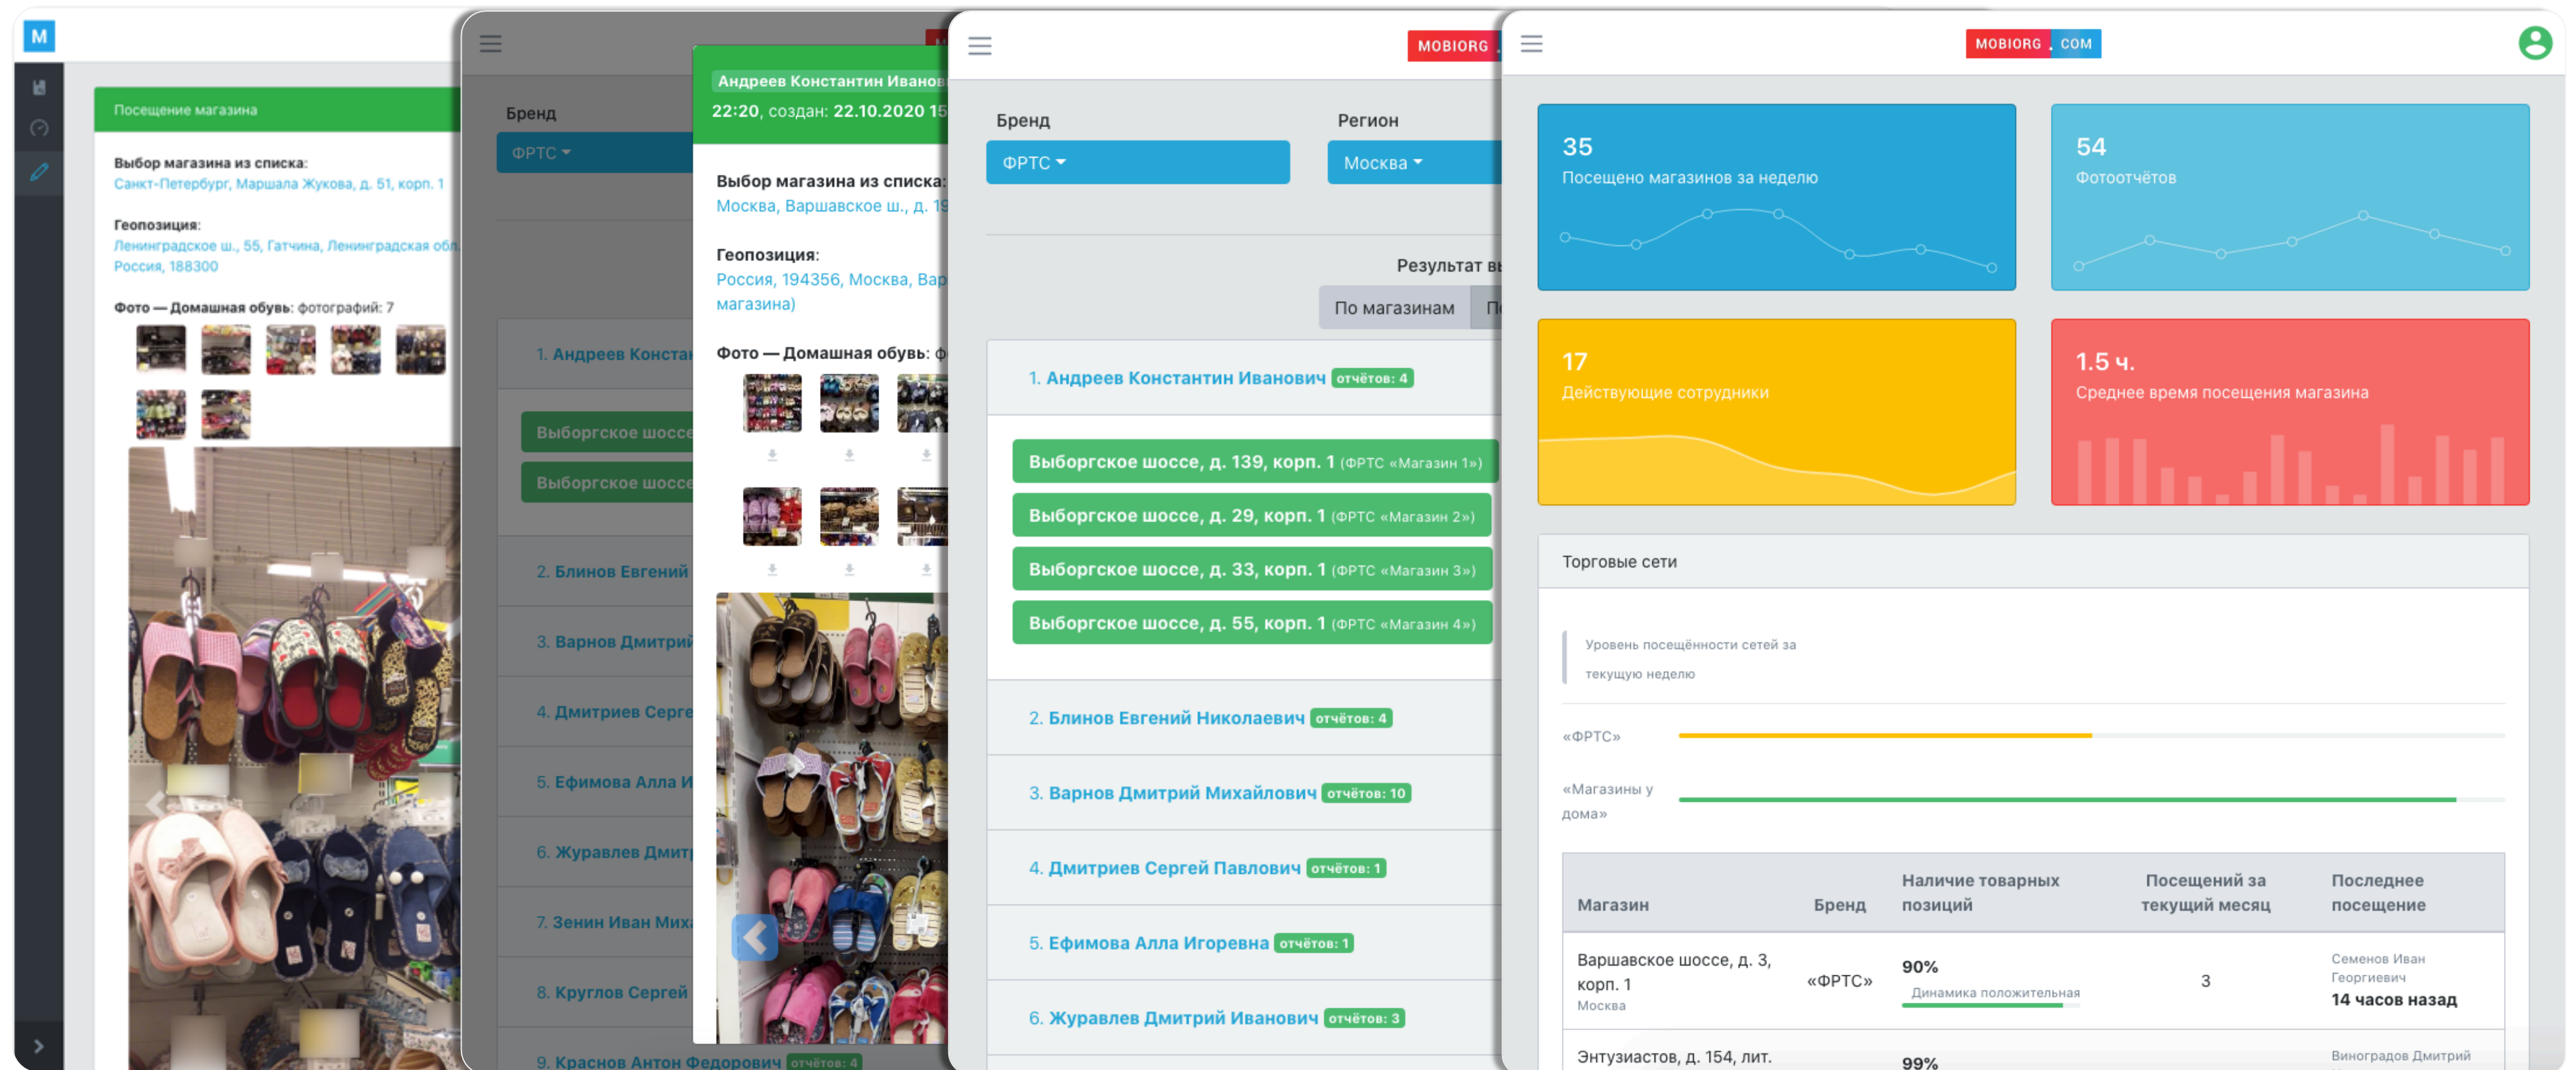 M
Посещение магазина
Выбор магазина из списка:
Санкт-Петербург, Маршала Жукова, д. 51, корп. 1
Геопозиция:
Ленинградское ш., 55, Гатчина, Ленинградская обл.
Россия, 188300
Фото — Домашная обувь: фотографий: 7
Бренд
ФРТС
1. Андреев
Выборгское
Выборгское
2. Блинов Евгений
3. Варнов Дмитрий
4. Дмитриев
5. Ефимова Алла
6. Журавлев
7. Зенин Иван
8. Круглов Сергей
9. Краснов Антон Федорович отчётов: 4
Андреев Константин
22:20, создан: 22.10.2020 15
Выбор магазина из списка:
Москва, Варшавское ш., д.
Геопозиция:
Россия, 194356, Москва,
магазина)
Фото — Домашная обувь:
MOBIORG .
Бренд
Регион
ФРТС
Москва
Результат
По магазинам
1. Андреев Константин Иванович отчётов: 4
Выборгское шоссе, д. 139, корп. 1 (ФРТС «Магазин 1»)
Выборгское шоссе, д. 29, корп. 1 (ФРТС «Магазин 2»)
Выборгское шоссе, д. 33, корп. 1 (ФРТС «Магазин 3»)
Выборгское шоссе, д. 55, корп. 1 (ФРТС «Магазин 4»)
2. Блинов Евгений Николаевич отчётов: 4
3. Варнов Дмитрий Михайлович отчётов: 10
4. Дмитриев Сергей Павлович отчётов: 1
5. Ефимова Алла Игоревна отчётов: 1
6. Журавлев Дмитрий Иванович отчётов: 3
MOBIORG . COM
35
Посещено магазинов за неделю
54
Фотоотчётов
17
Действующие сотрудники
1.5 ч.
Среднее время посещения магазина
Торговые сети
Уровень посещённости сетей за
текущую неделю
«ФРТС»
«Магазины у
дома»
Магазин
Бренд
Наличие товарных
позиций
Посещений за
текущий месяц
Последнее
посещение
Варшавское шоссе, д. 3,
корп. 1
Москва
«ФРТС»
90%
Динамика положительная
3
Семенов Иван
Георгиевич
14 часов назад
Энтузиастов, д. 154, лит.
99%
Виноградов Дмитрий